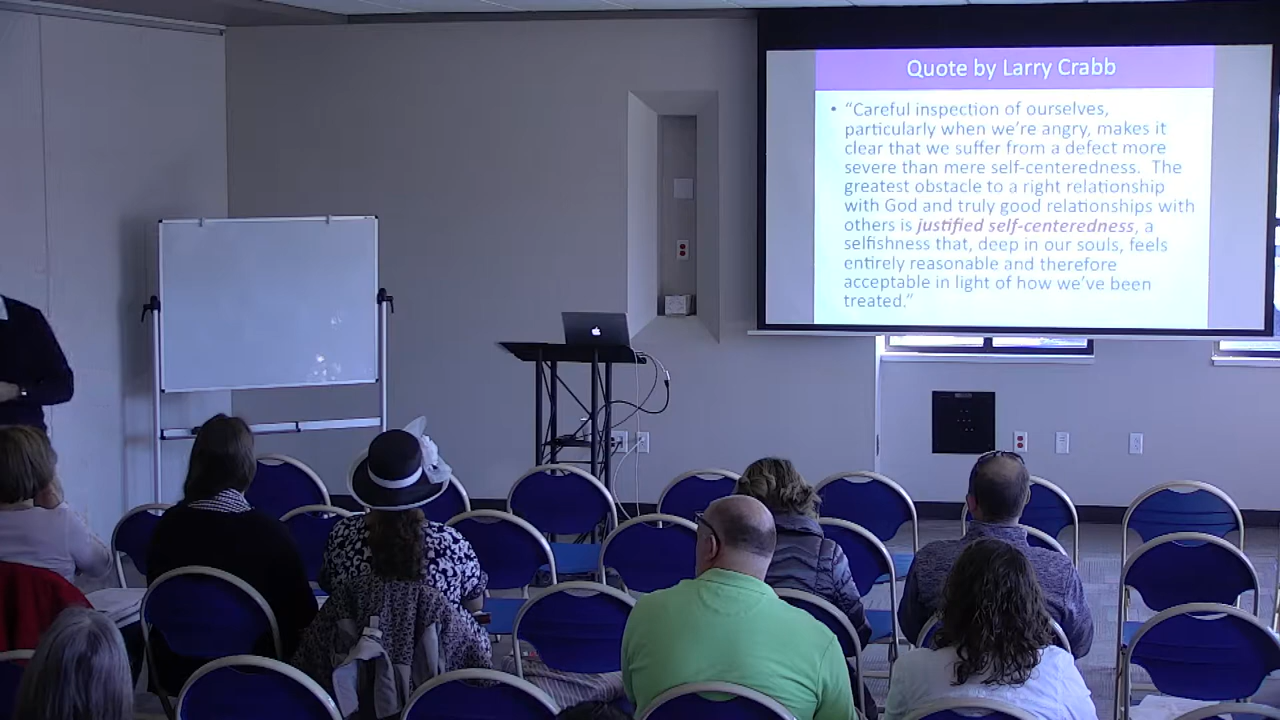 Quote by Larry Crabb
• “Careful inspection of ourselves,
particularly when we’re angry, makes it
clear that we suffer from a defect more
severe than mere self-centeredness.  The
greatest obstacle to a right relationship
with God and truly good relationships with
others is justified self-centeredness, a
selfishness that, deep in our souls, feels
entirely reasonable and therefore
acceptable in light of how we’ve been
treated.”